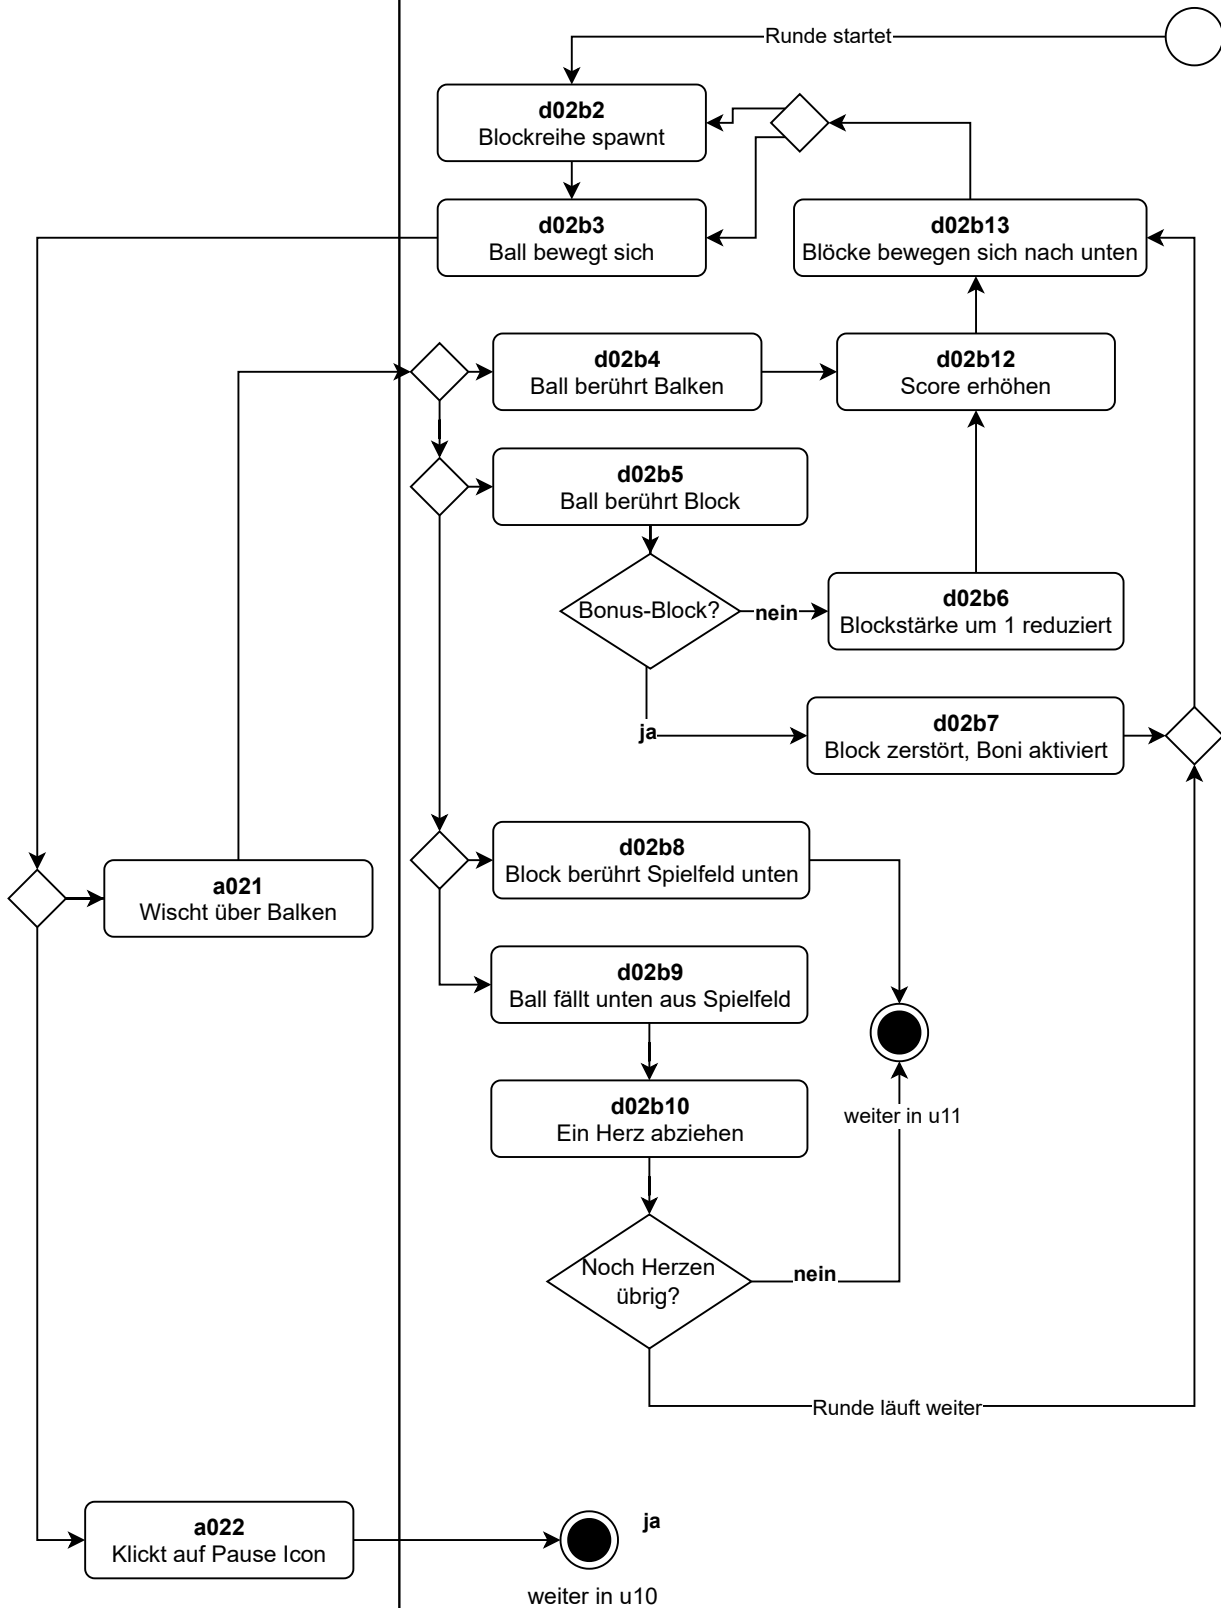 Runde startet
d02b2
Blockreihe spawnt
d02b3
Ball bewegt sich
d02b13
Blöcke bewegen sich nach unten
d02b4
Ball berührt Balken
d02b12
Score erhöhen
d02b5
Ball berührt Block
Bonus-Block?
nein
d02b6
Blockstärke um 1 reduziert
ja
d02b7
Block zerstört, Boni aktiviert
d02b8
Block berührt Spielfeld unten
a021
Wischt über Balken
d02b9
Ball fällt unten aus Spielfeld
d02b10
Ein Herz abziehen
weiter in u11
Noch Herzen
übrig?
nein
Runde läuft weiter
a022
Klickt auf Pause Icon
ja
weiter in u10